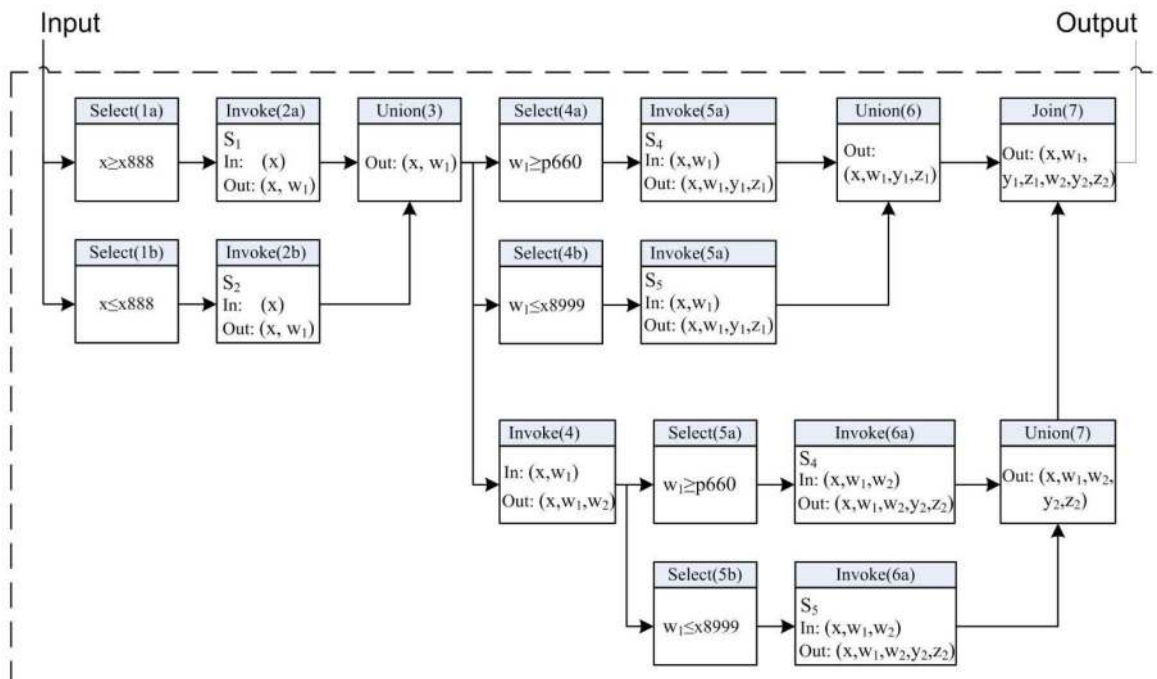 Input
Output
Select(1a)
x≥x888
Invoke(2a)
S₁
In: (x)
Out: (x, w₁)
Union(3)
Out: (x, w₁)
Select(4a)
w₁≥p660
Invoke(5a)
S₄
In: (x,w₁)
Out: (x,w₁,y₁,z₁)
Union(6)
Out:
(x,w₁,y₁,z₁)
Join(7)
Out: (x,w₁,
y₁,z₁,w₂,y₂,z₂)
Select(1b)
x≤x888
Invoke(2b)
S₂
In: (x)
Out: (x, w₁)
Select(4b)
w₁≤x8999
Invoke(5a)
S₅
In: (x,w₁)
Out: (x,w₁,y₁,z₁)
Invoke(4)
In: (x,w₁)
Out: (x,w₁,w₂)
Select(5a)
w₁≥p660
Invoke(6a)
S₄
In: (x,w₁,w₂)
Out: (x,w₁,w₂,y₂,z₂)
Union(7)
Out: (x,w₁,w₂,
y₂,z₂)
Select(5b)
w₁≤x8999
Invoke(6a)
S₅
In: (x,w₁,w₂)
Out: (x,w₁,w₂,y₂,z₂)